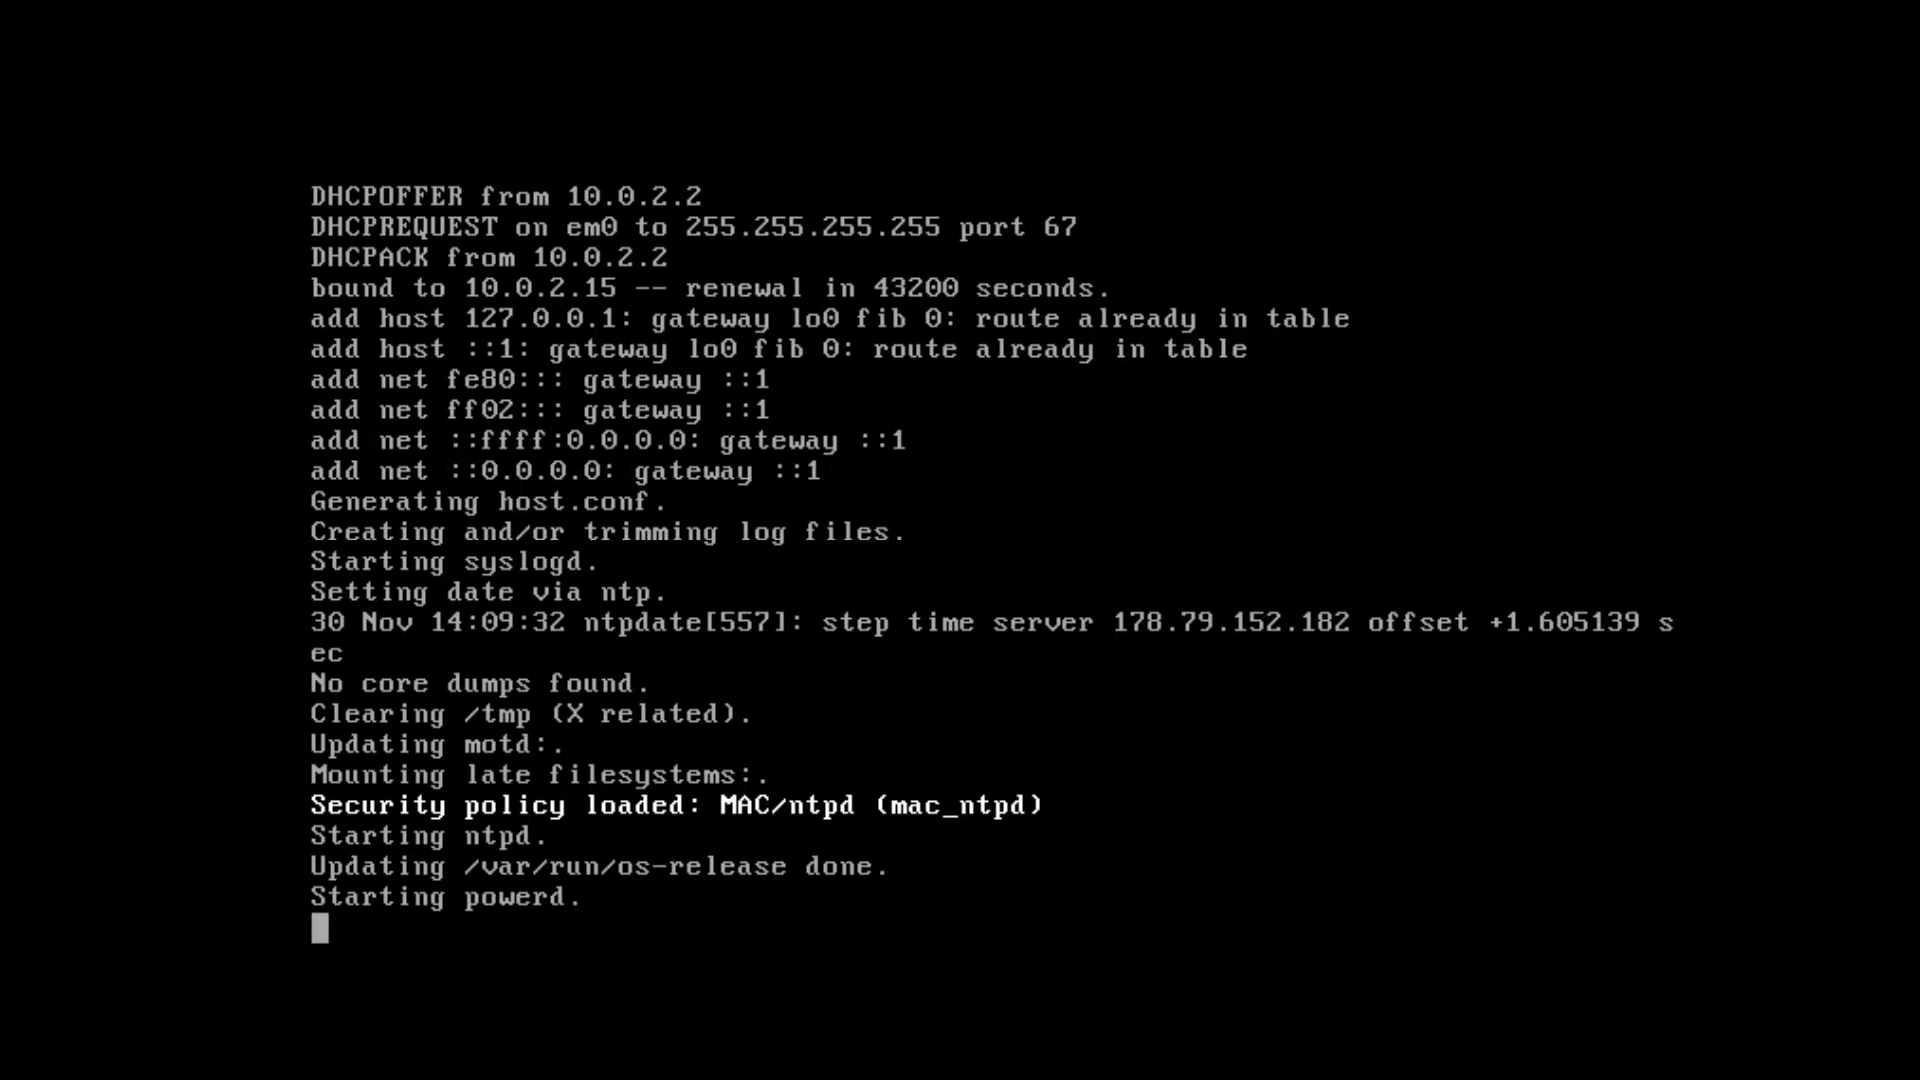 DHCPOFFER from 10.0.2.2
DHCPREQUEST on em0 to 255.255.255.255 port 67
DHCPACK from 10.0.2.2
bound to 10.0.2.15 -- renewal in 43200 seconds.
add host 127.0.0.1: gateway lo0 fib 0: route already in table
add host ::1: gateway lo0 fib 0: route already in table
add net fe80::: gateway ::1
add net ff02::: gateway ::1
add net ::ffff:0.0.0.0: gateway ::1
add net ::0.0.0.0: gateway ::1
Generating host.conf.
Creating and/or trimming log files.
Starting syslogd.
Setting date via ntp.
30 Nov 14:09:32 ntpdate[557]: step time server 178.79.152.182 offset +1.605139 s
ec
No core dumps found.
Clearing /tmp (X related).
Updating motd:.
Mounting late filesystems:.
Security policy loaded: MAC/ntpd (mac_ntpd)
Starting ntpd.
Updating /var/run/os-release done.
Starting powerd.